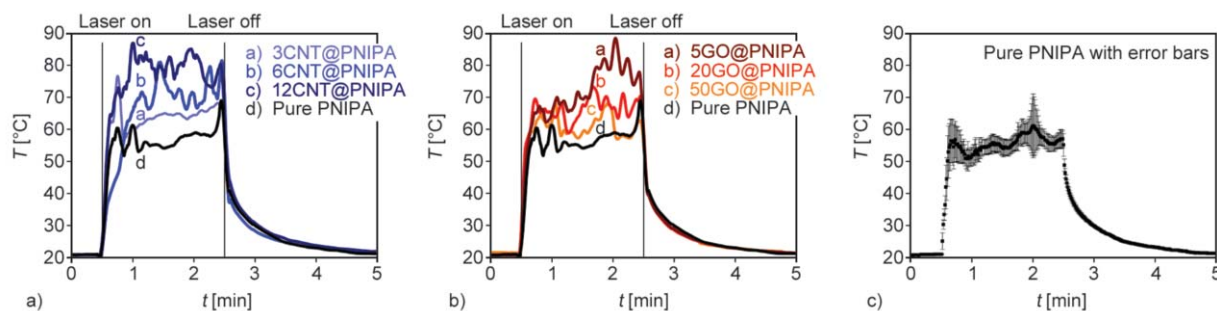 Laser on Laser off
90
80
70
60
50
40
30
20
T [°C]
0 1 2 3 4 5
t [min]
a) 3CNT@PNIPA
b) 6CNT@PNIPA
c) 12CNT@PNIPA
d) Pure PNIPA
c
b
a
d
a)
Laser on Laser off
90
80
70
60
50
40
30
20
T [°C]
0 1 2 3 4 5
t [min]
a) 5GO@PNIPA
b) 20GO@PNIPA
c) 50GO@PNIPA
d) Pure PNIPA
a
b
c
d
b)
90
80
70
60
50
40
30
20
T [°C]
0 1 2 3 4 5
t [min]
Pure PNIPA with error bars
c)